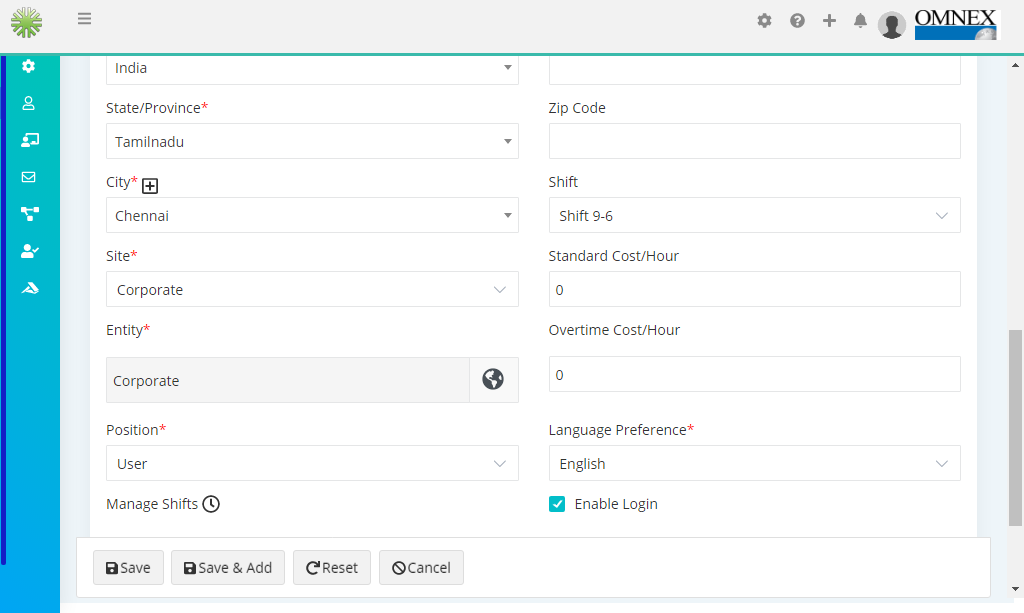 OMNEX
India
State/Province*
Zip Code
Tamilnadu
City*
Shift
Chennai
Shift 9-6
Site*
Standard Cost/Hour
Corporate
0
Entity*
Overtime Cost/Hour
Corporate
0
Position*
Language Preference*
User
English
Manage Shifts
Enable Login
Save
Save & Add
Reset
Cancel